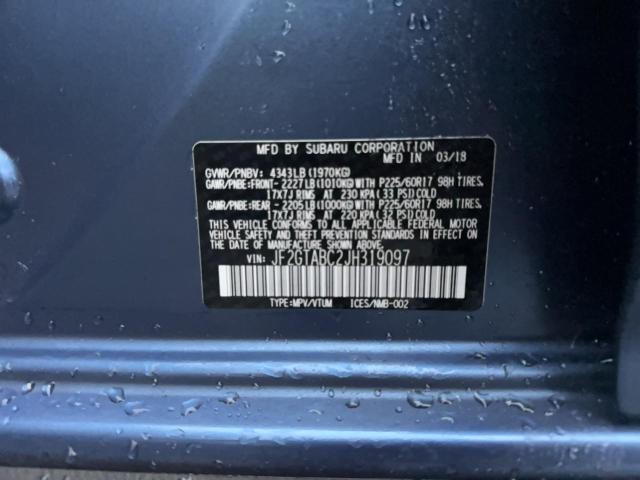 MFD BY SUBARU CORPORATION
MFD IN 03/18
GVWR/PNBV: 4343LB(1970KG)
GAWR/PNBE:FRONT- 2227LB(1010KG)WITH P225/60R17 98H TIRES,
17X7J RIMS AT 230 KPA(33 PSI)COLD
GAWR/PNBE:REAR - 2205LB(1000KG)WITH P225/60R17 98H TIRES,
17X7J RIMS AT 220 KPA(32 PSI)COLD
THIS VEHICLE CONFORMS TO ALL APPLICABLE FEDERAL MOTOR
VEHICLE SAFETY AND THEFT PREVENTION STANDARDS IN EFFECT
ON THE DATE OF MANUFACTURE SHOWN ABOVE.
VIN: JF2GTABC2JH319097
TYPE:MPV/VTUM ICES/NMB-002